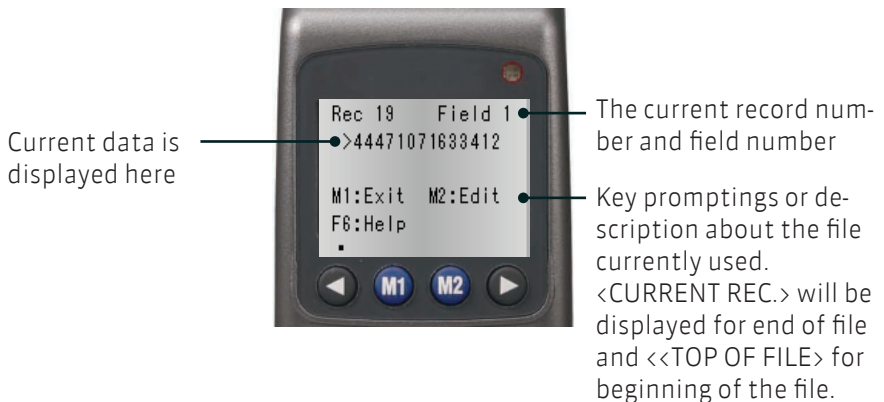 Current data is
displayed here
Rec 19 Field 1
>44471071633412
M1:Exit M2:Edit
F6:Help
M1 M2
The current record num-
ber and field number
Key promptings or de-
scription about the file
currently used.
<CURRENT REC.> will be
displayed for end of file
and <<TOP OF FILE> for
beginning of the file.